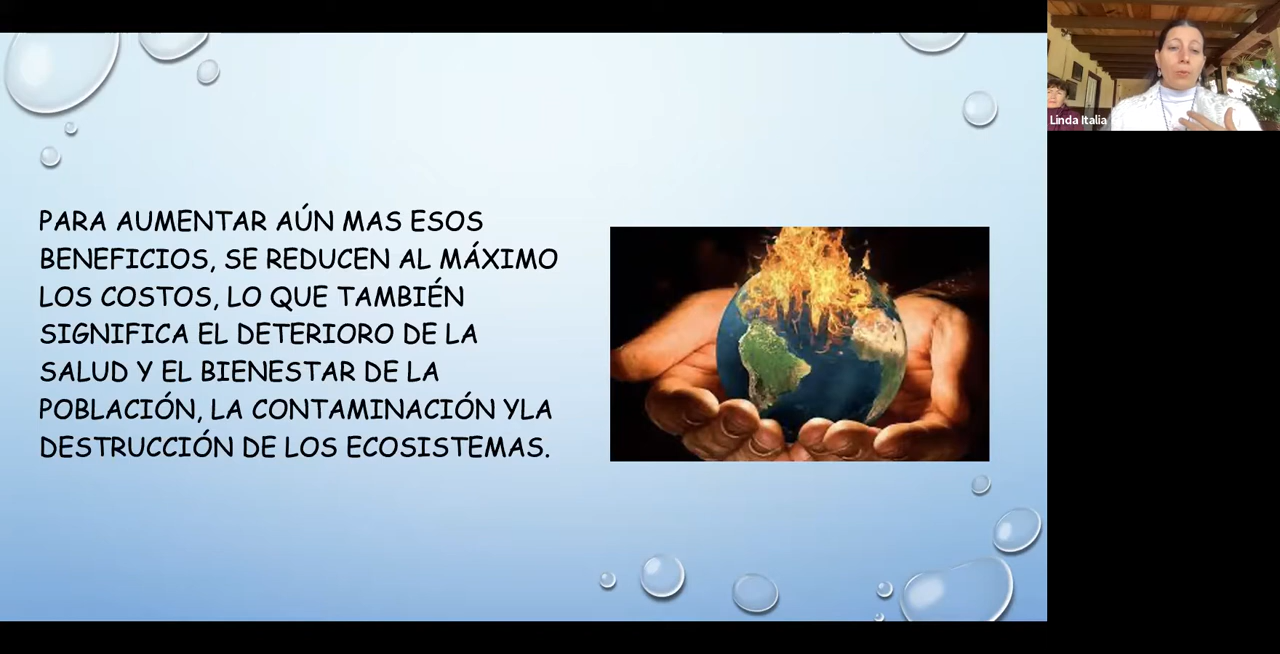 PARA AUMENTAR AÚN MAS ESOS
BENEFICIOS, SE REDUCEN AL MÁXIMO
LOS COSTOS, LO QUE TAMBIÉN
SIGNIFICA EL DETERIORO DE LA
SALUD Y EL BIENESTAR DE LA
POBLACIÓN, LA CONTAMINACIÓN YLA
DESTRUCCIÓN DE LOS ECOSISTEMAS.
Linda Italia